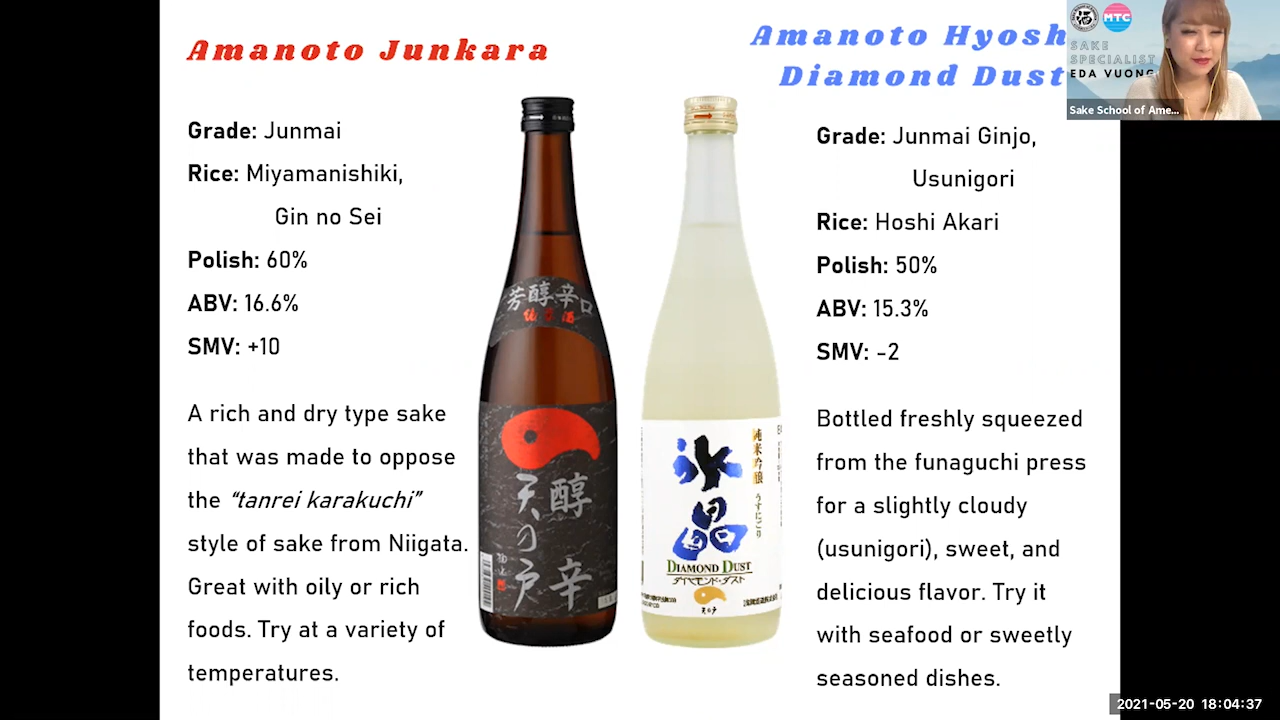 Amanoto Junkara
Grade: Junmai
Rice: Miyamanishiki,
Gin no Sei
Polish: 60%
ABV: 16.6%
SMV: +10
A rich and dry type sake
that was made to oppose
the “tanrei karakuchi”
style of sake from Niigata.
Great with oily or rich
foods. Try at a variety of
temperatures.
芳醇辛口
純米酒
天の戸
醇
辛
Amanoto Hyosh
Diamond Dust
Grade: Junmai Ginjo,
Usunigori
Rice: Hoshi Akari
Polish: 50%
ABV: 15.3%
SMV: -2
Bottled freshly squeezed
from the funaguchi press
for a slightly cloudy
(usunigori), sweet, and
delicious flavor. Try it
with seafood or sweetly
seasoned dishes.
氷晶
純米吟醸
うすにごり
DIAMOND DUST
ダイヤモンド・ダスト
天の戸
MTC
SAKE
SPECIALIST
EDA VUONG
Sake School of Ame...
2021-05-20 18:04:37